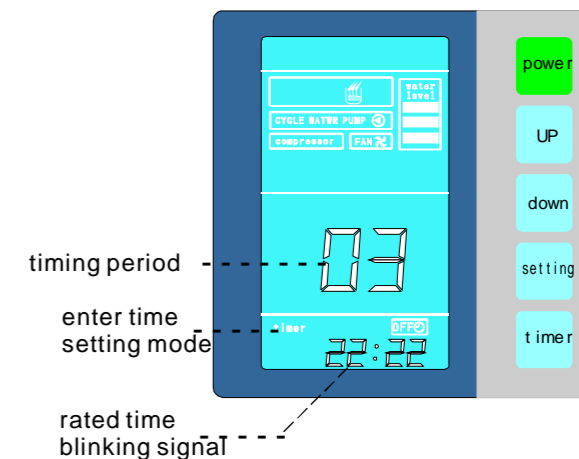 water
level
CYCLE WATER PUMP
compressor FAN
03
timer OFF
22:22
power
UP
down
setting
timer
timing period
enter time
setting mode
rated time
blinking signal